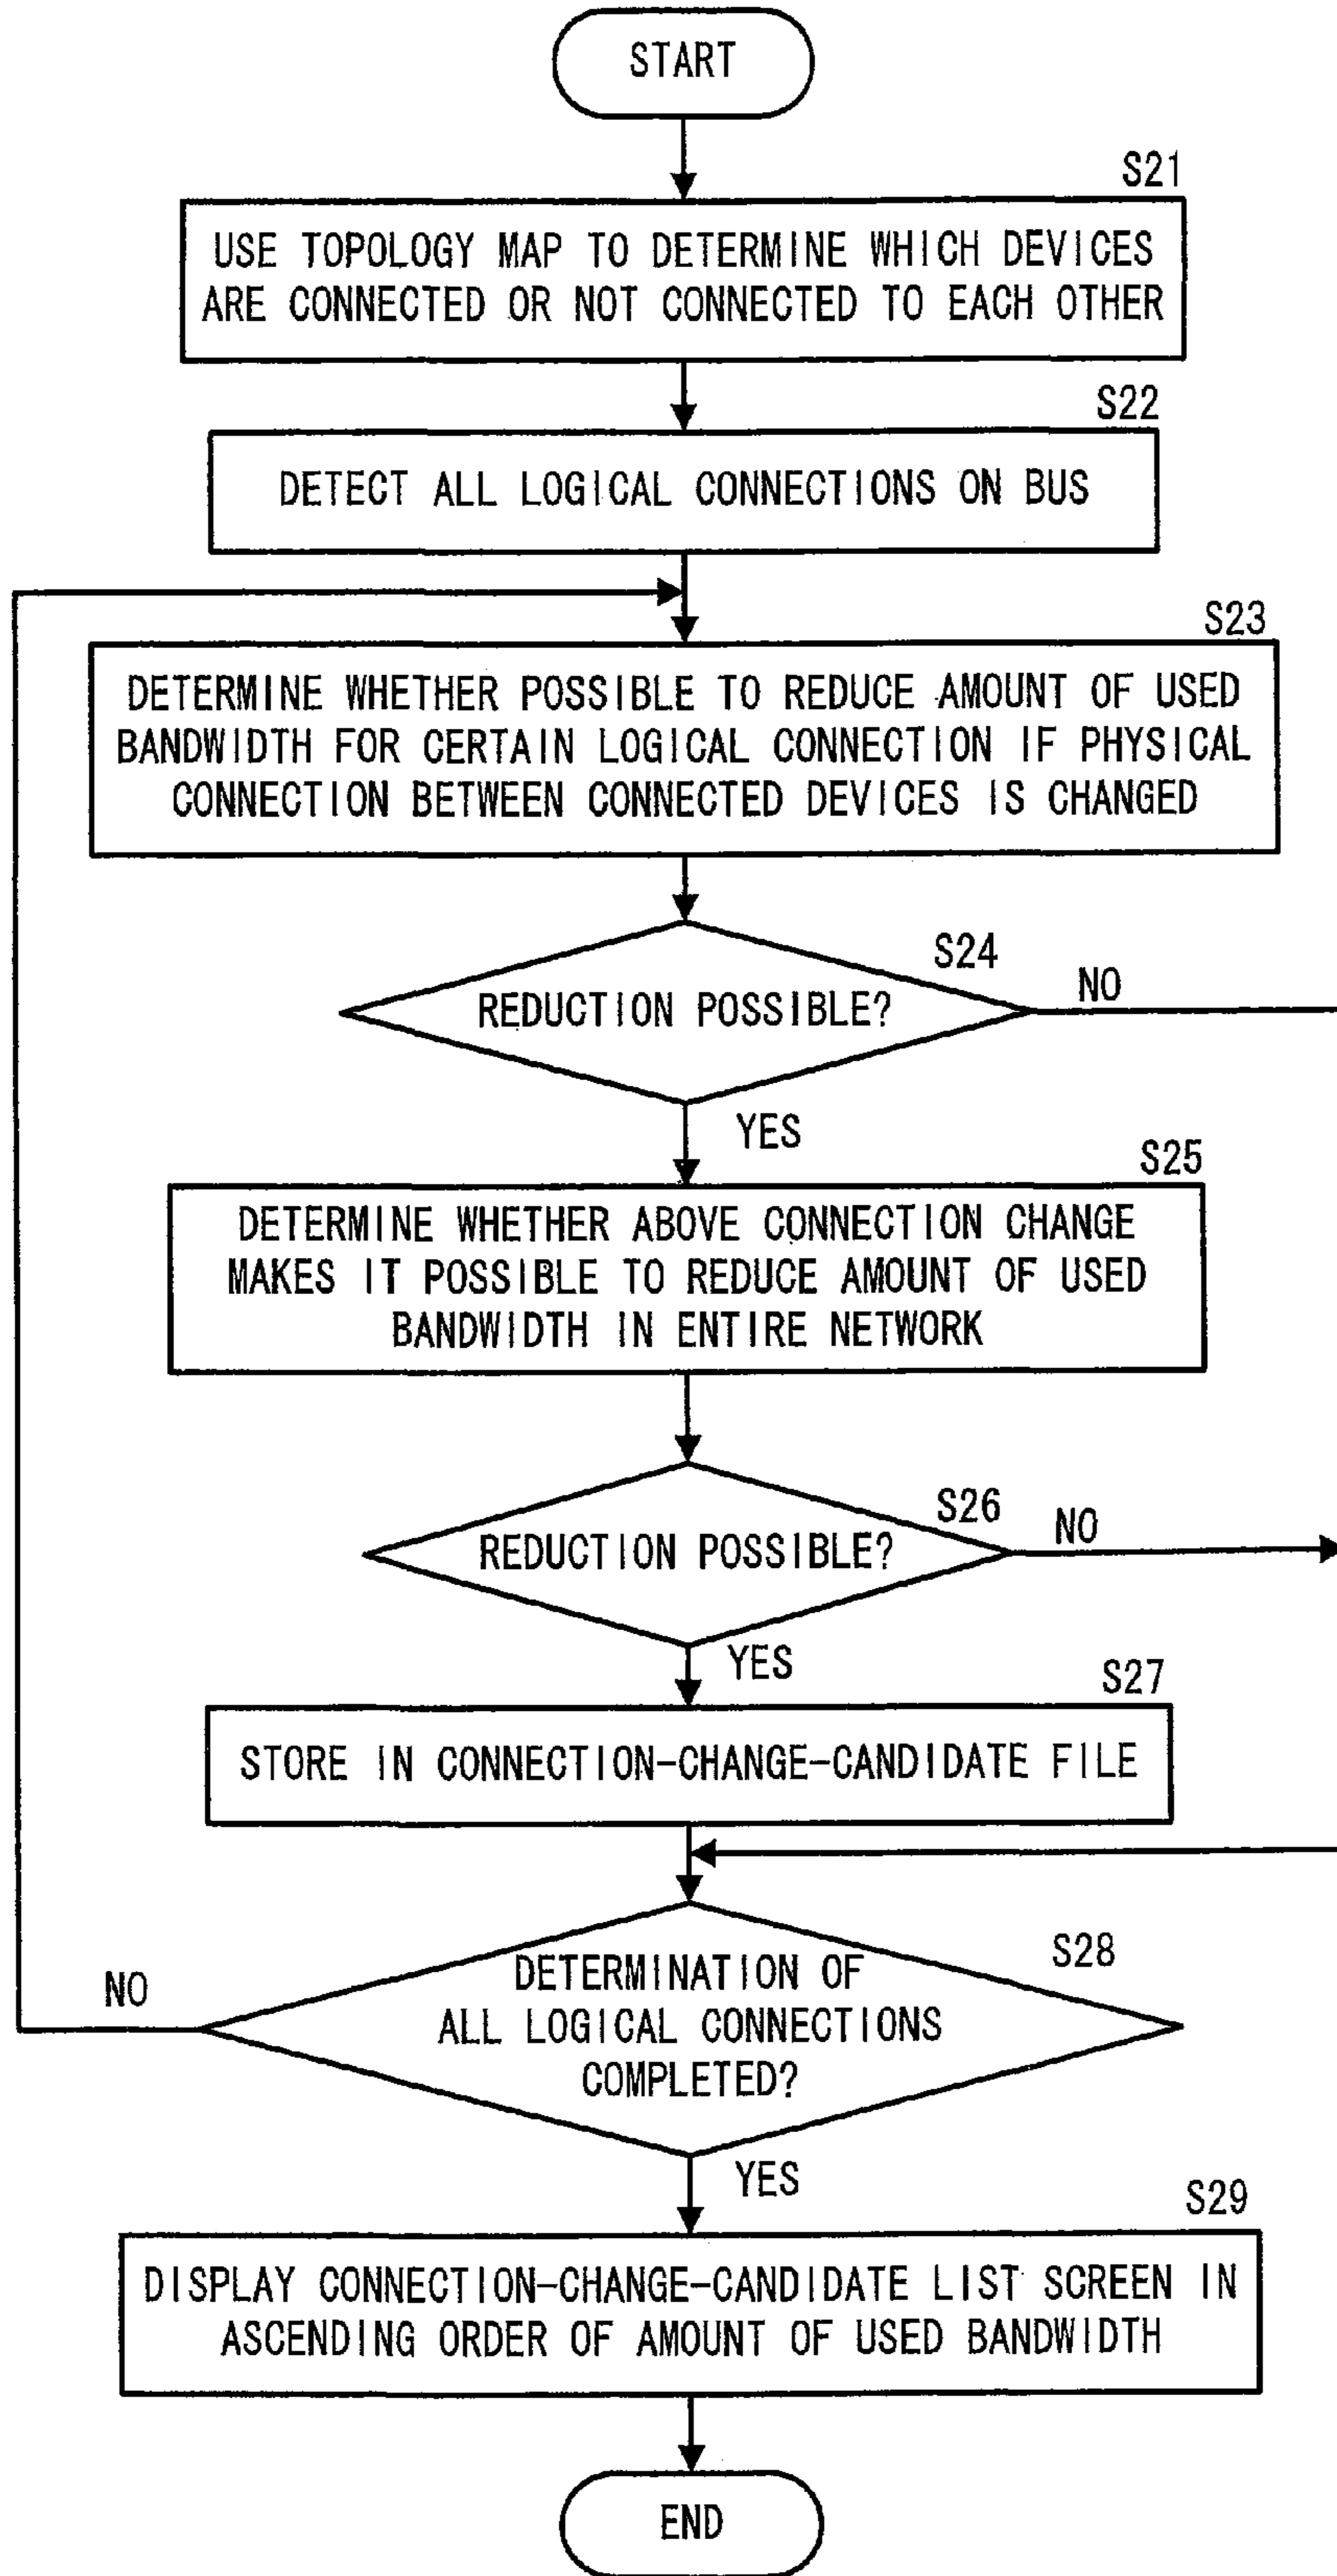 START
S21
USE TOPOLOGY MAP TO DETERMINE WHICH DEVICES
ARE CONNECTED OR NOT CONNECTED TO EACH OTHER
S22
DETECT ALL LOGICAL CONNECTIONS ON BUS
S23
DETERMINE WHETHER POSSIBLE TO REDUCE AMOUNT OF USED
BANDWIDTH FOR CERTAIN LOGICAL CONNECTION IF PHYSICAL
CONNECTION BETWEEN CONNECTED DEVICES IS CHANGED
S24
REDUCTION POSSIBLE?
NO
YES
S25
DETERMINE WHETHER ABOVE CONNECTION CHANGE
MAKES IT POSSIBLE TO REDUCE AMOUNT OF USED
BANDWIDTH IN ENTIRE NETWORK
S26
REDUCTION POSSIBLE?
NO
YES
S27
STORE IN CONNECTION-CHANGE-CANDIDATE FILE
S28
DETERMINATION OF
ALL LOGICAL CONNECTIONS
COMPLETED?
NO
YES
S29
DISPLAY CONNECTION-CHANGE-CANDIDATE LIST SCREEN IN
ASCENDING ORDER OF AMOUNT OF USED BANDWIDTH
END